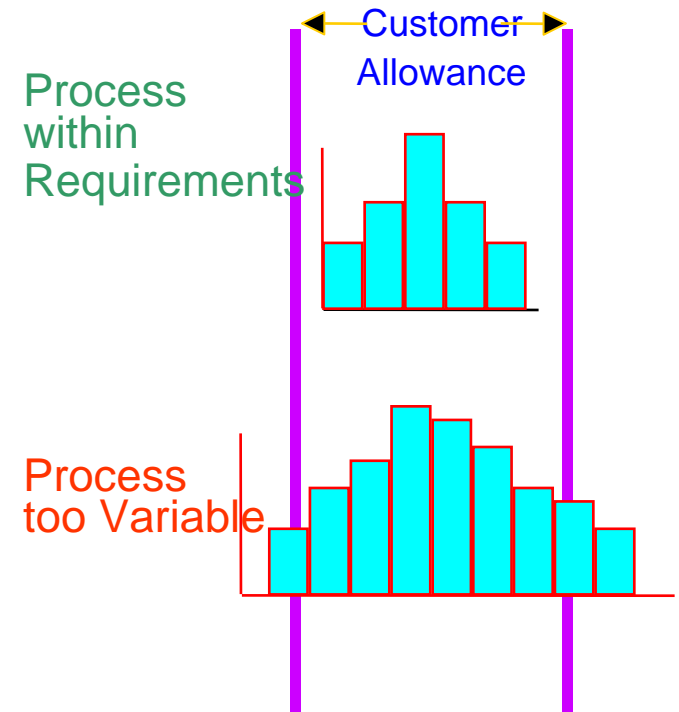 Customer
Allowance
Process
within
Requirements
Process
too Variable